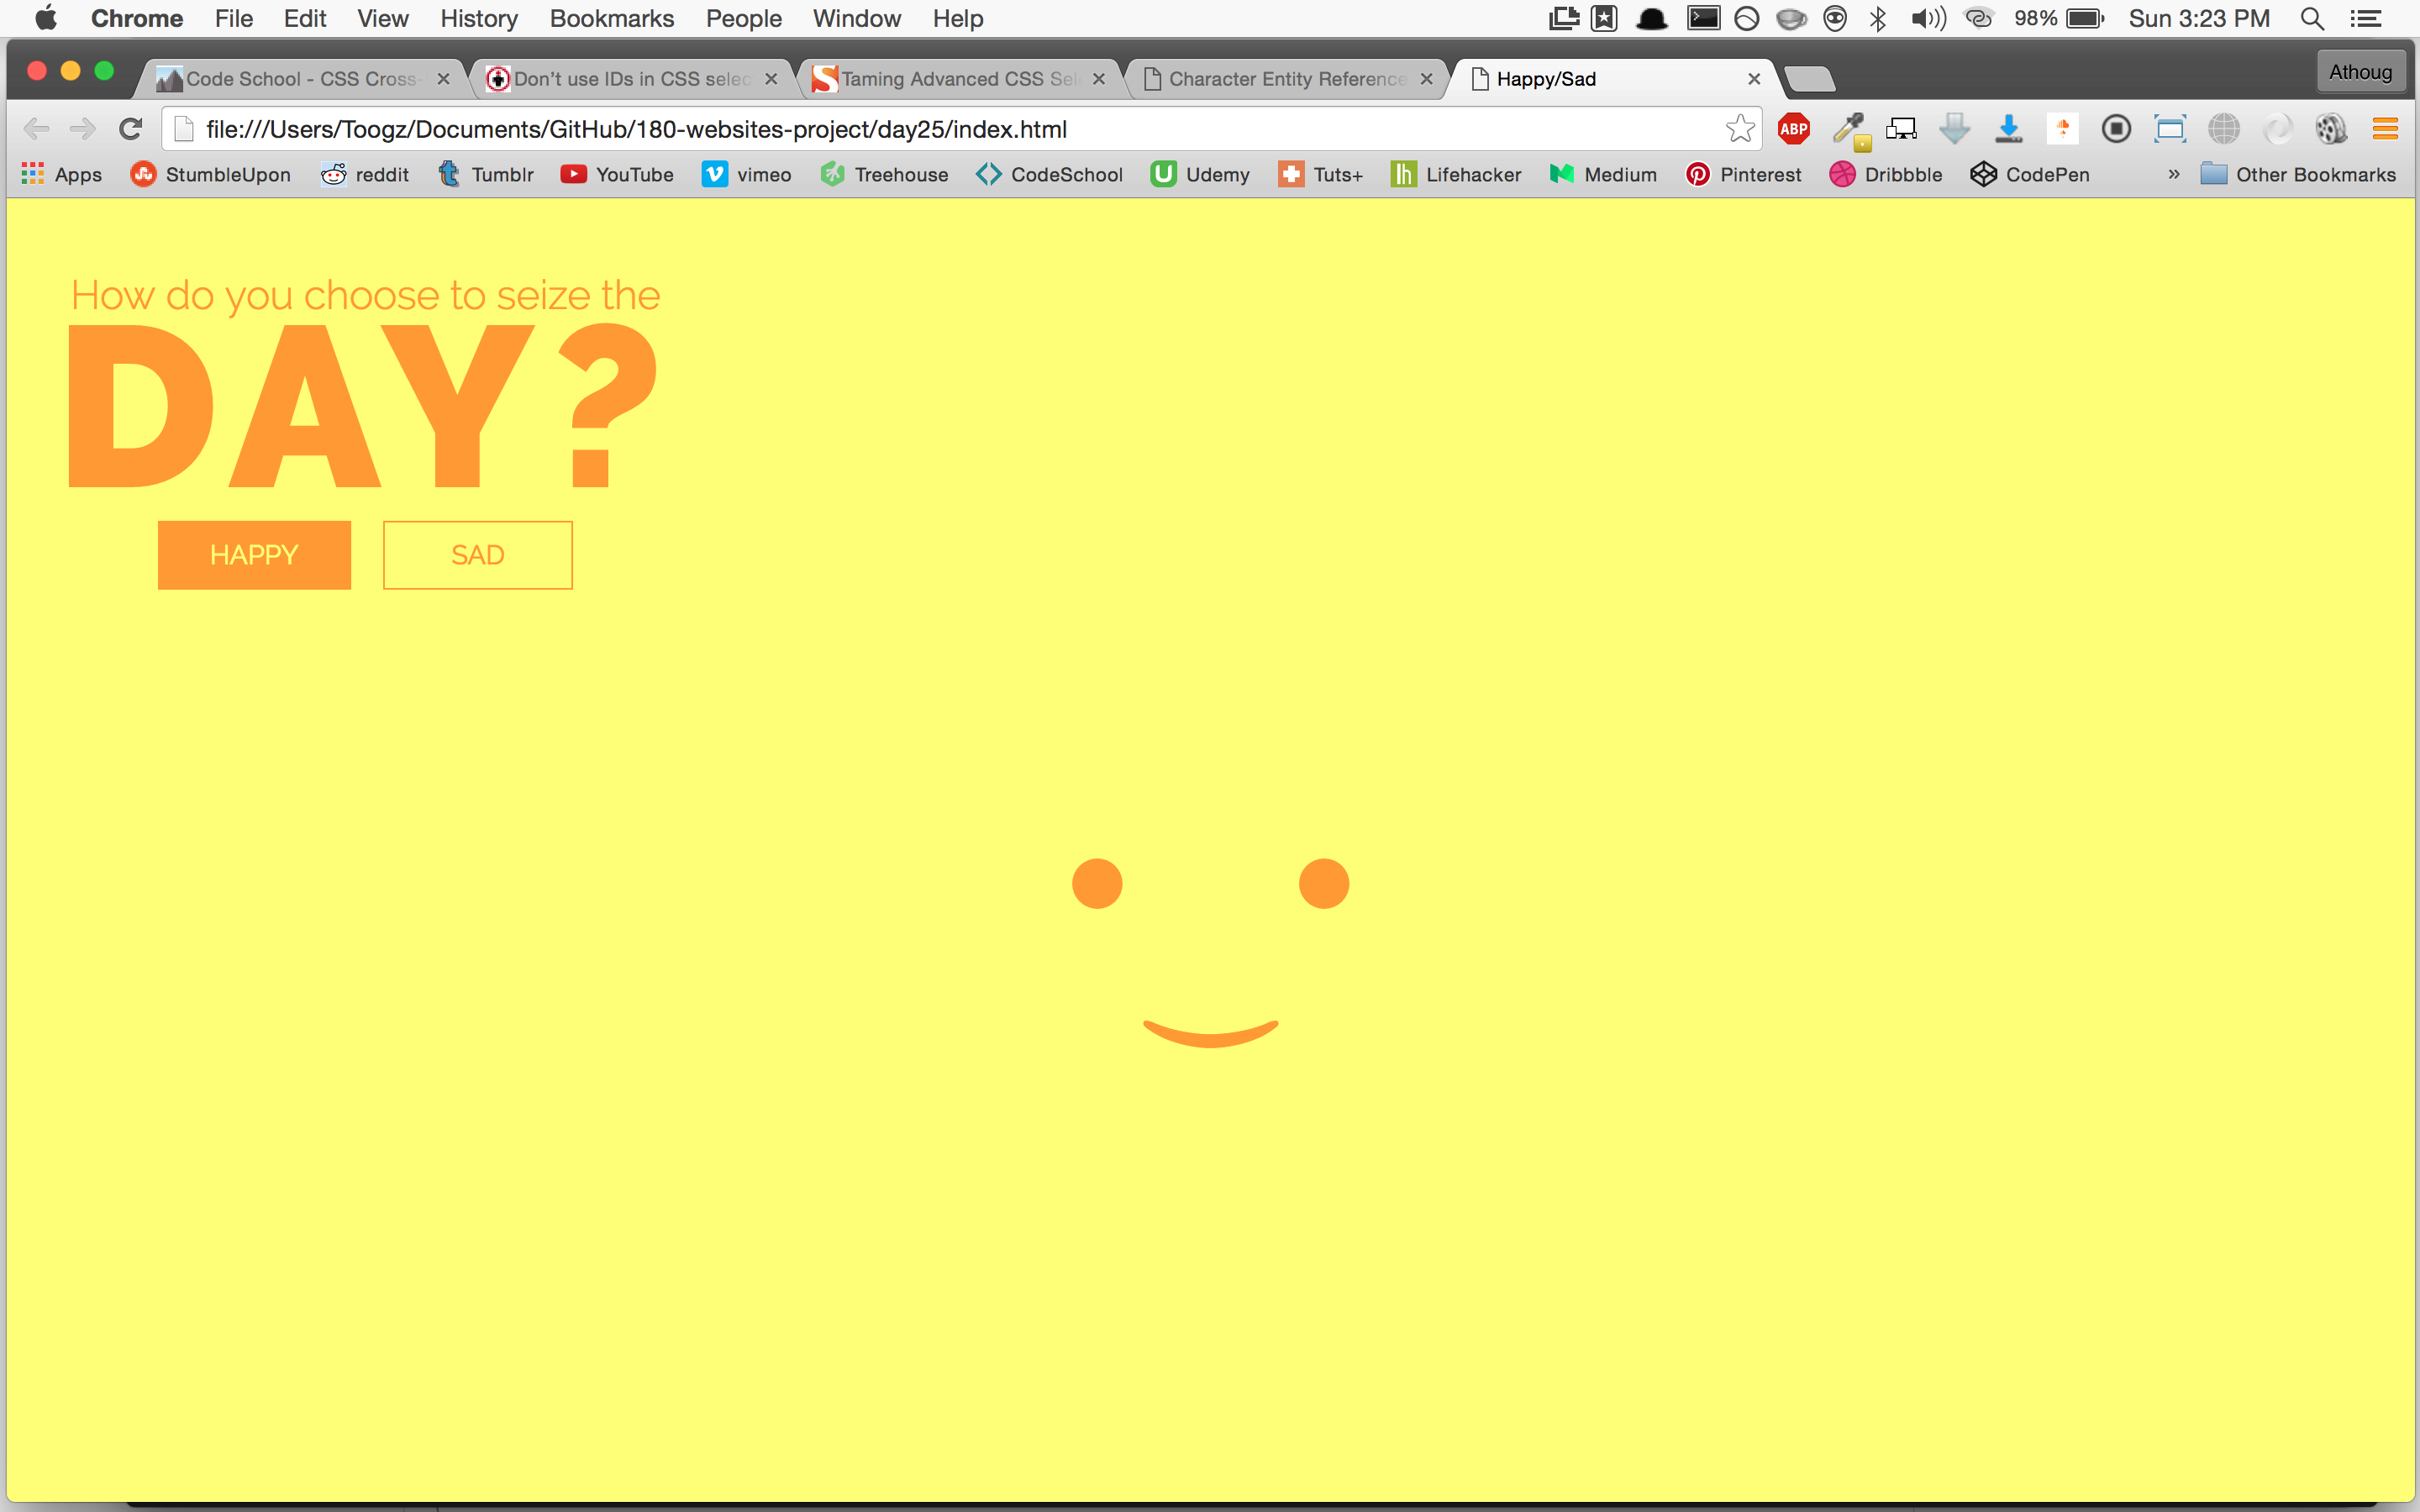 Chrome File Edit View History Bookmarks People Window Help 98% Sun 3:23 PM
Code School - CSS Cross- Don't use IDs in CSS selec Taming Advanced CSS Sel Character Entity Reference Happy/Sad Athoug
file:///Users/Toogz/Documents/GitHub/180-websites-project/day25/index.html ABP
Apps StumbleUpon reddit Tumblr YouTube vimeo Treehouse CodeSchool Udemy Tuts+ lh Lifehacker Medium Pinterest Dribbble CodePen » Other Bookmarks
How do you choose to seize the
DAY?
HAPPY SAD